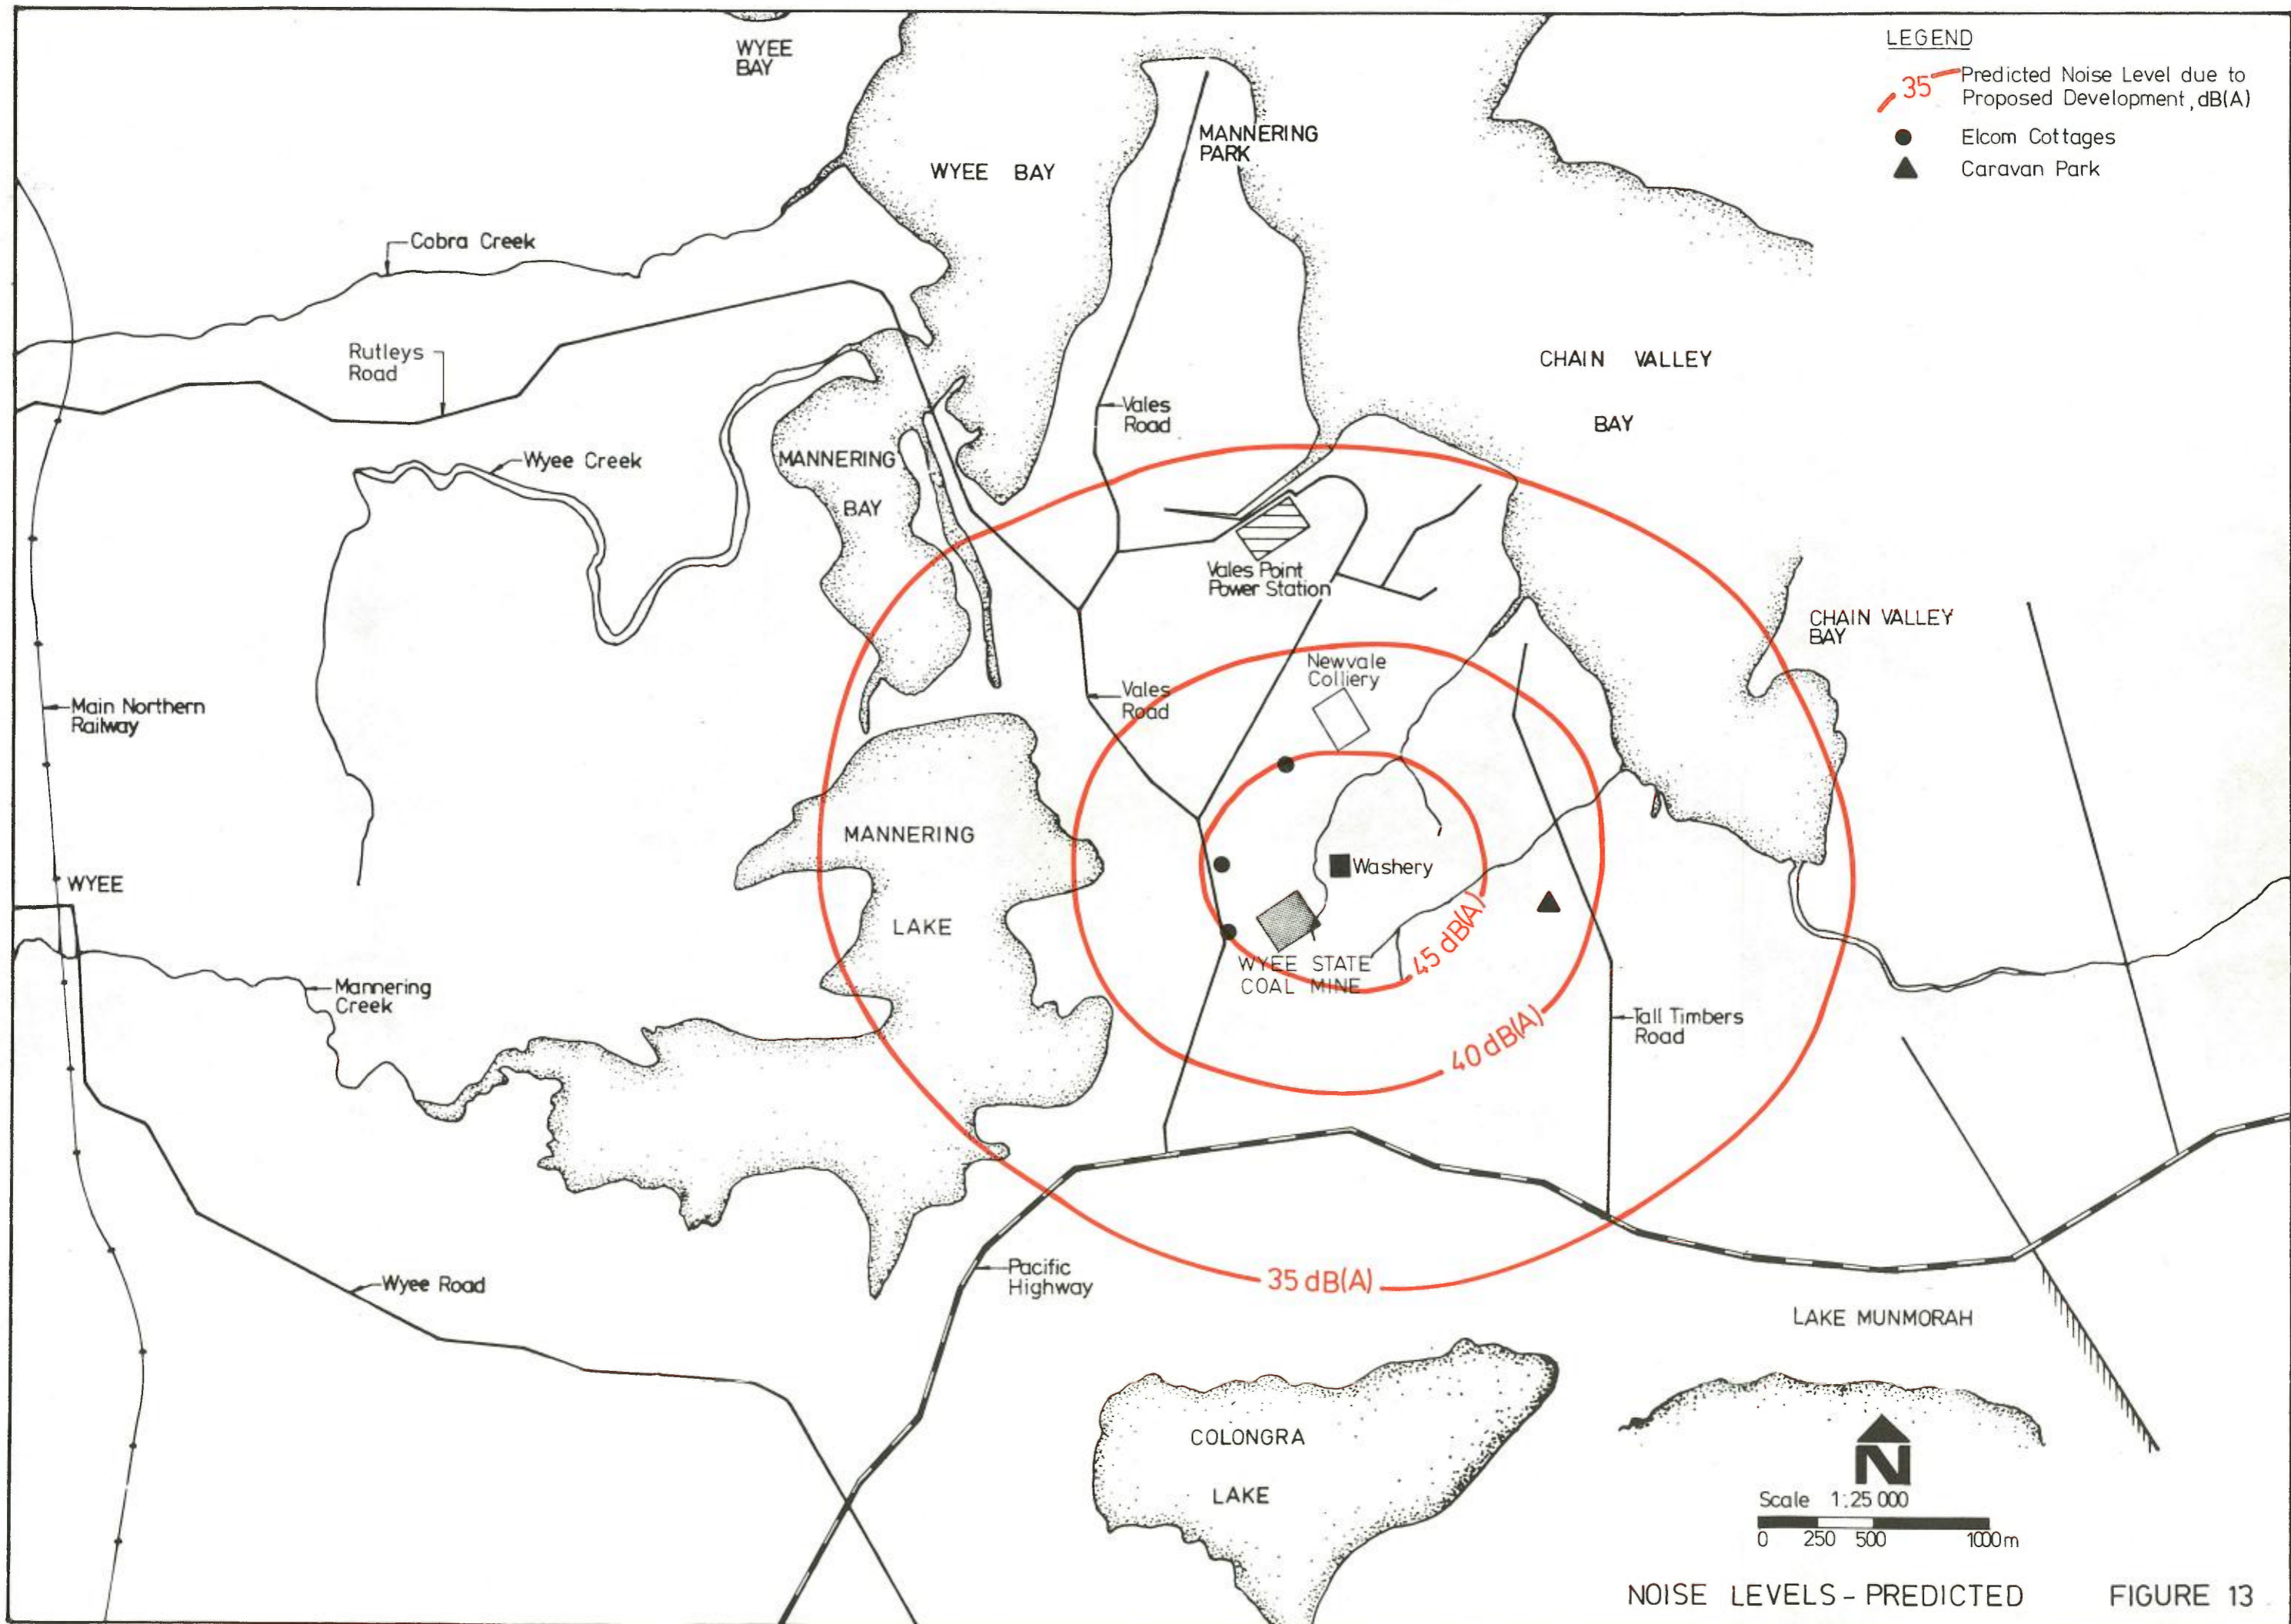 LEGEND
35 Predicted Noise Level due to
Proposed Development, dB(A)
Elcom Cottages
Caravan Park
WYEE
BAY
WYEE BAY
MANNERING
PARK
Cobra Creek
Rutleys
Road
CHAIN VALLEY
BAY
Vales
Road
Wyee Creek
MANNERING
BAY
Vales Point
Power Station
CHAIN VALLEY
BAY
Newvale
Colliery
Vales
Road
Main Northern
Railway
MANNERING
LAKE
Washery
WYEE
WYEE STATE
COAL MINE
45 dB(A)
Mannering
Creek
40 dB(A)
Tall Timbers
Road
Pacific
Highway
35 dB(A)
Wyee Road
LAKE MUNMORAH
COLONGRA
LAKE
N
Scale 1:25 000
0 250 500 1000m
NOISE LEVELS - PREDICTED FIGURE 13